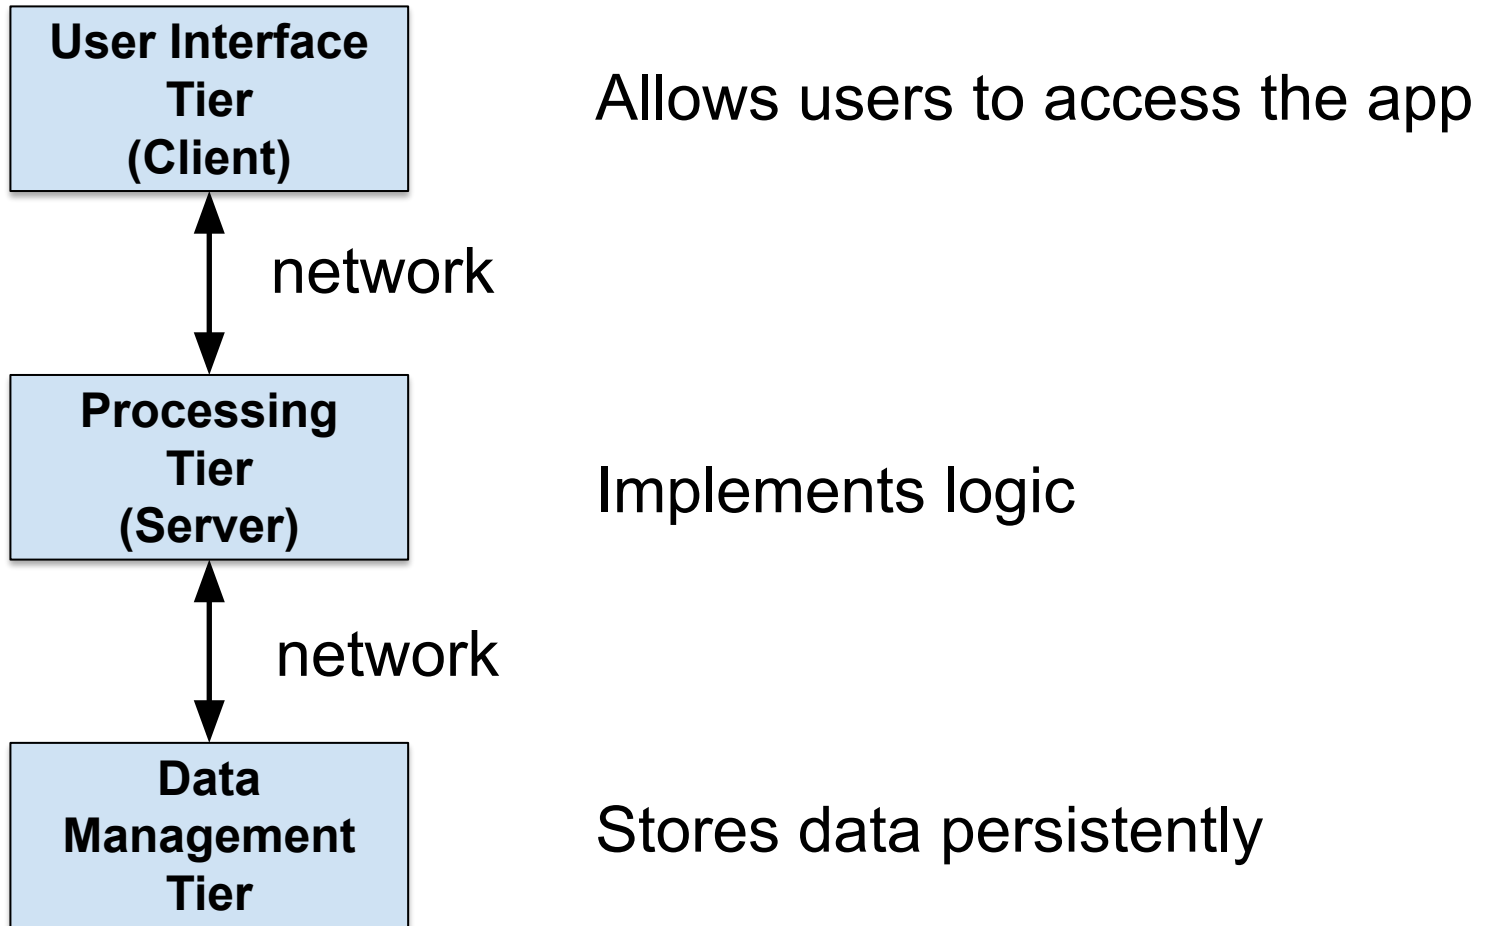 User Interface
Tier
(Client)
Allows users to access the app
network
Processing
Tier
(Server)
Implements logic
network
Data
Management
Tier
Stores data persistently